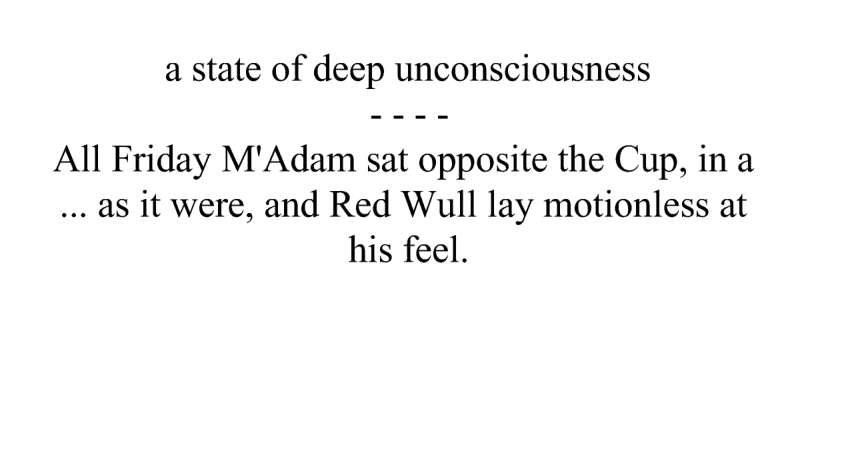 a state of deep unconsciousness
- - - -
All Friday M'Adam sat opposite the Cup, in a
... as it were, and Red Wull lay motionless at
his feel.